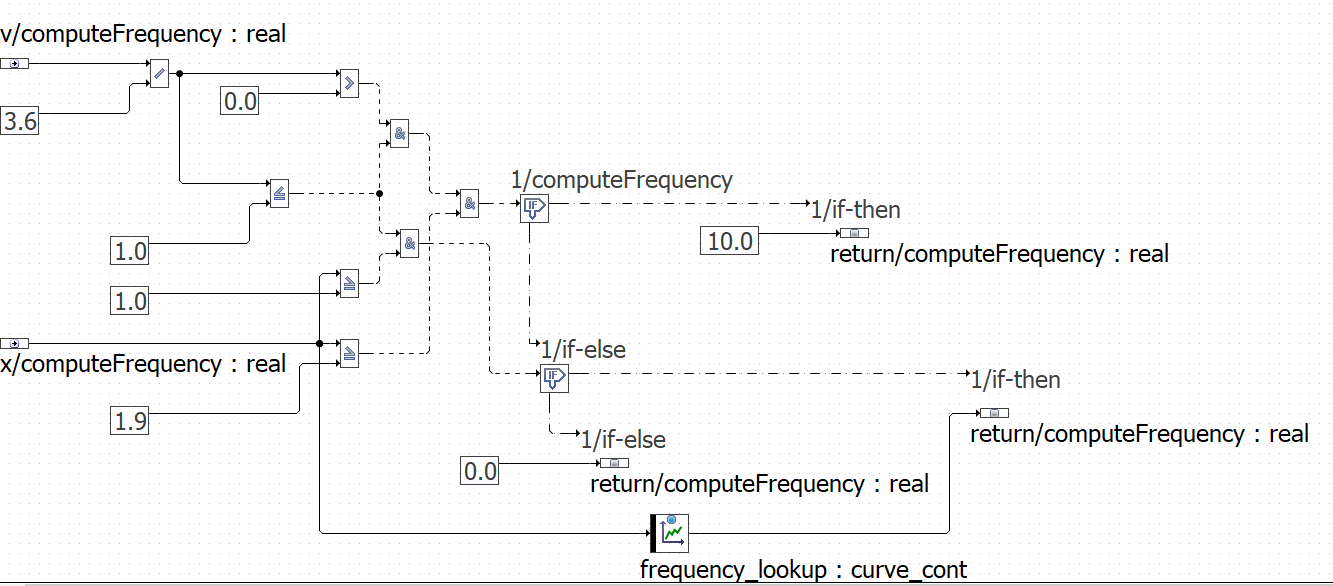 v/computeFrequency : real
3.6
0.0
>
&
1/computeFrequency
≤
&
IF
1/if-then
&
1.0
10.0
return/computeFrequency : real
1.0
≥
x/computeFrequency : real
≥
1/if-else
IF
1/if-then
1.9
return/computeFrequency : real
1/if-else
0.0
return/computeFrequency : real
frequency_lookup : curve_cont